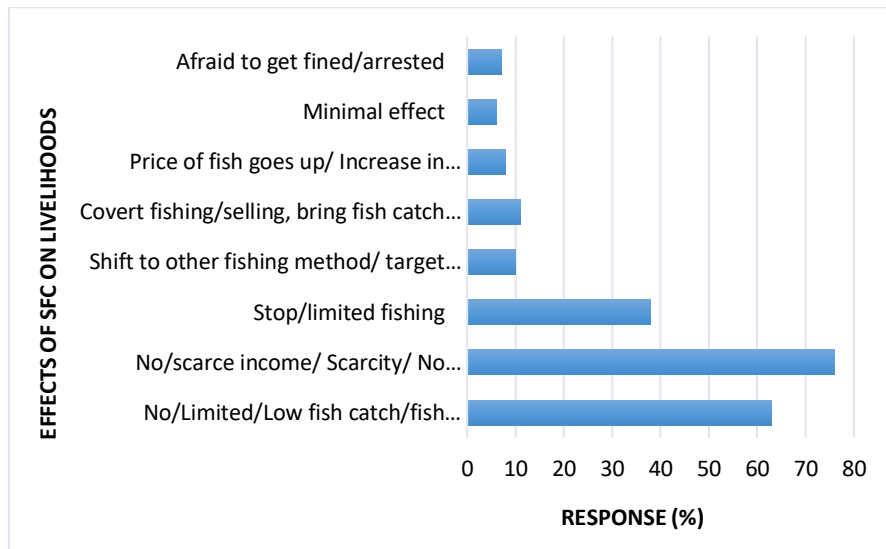 EFFECTS OF SFC ON LIVELIHOODS
Afraid to get fined/arrested
Minimal effect
Price of fish goes up/ Increase in…
Covert fishing/selling, bring fish catch…
Shift to other fishing method/ target…
Stop/limited fishing
No/scarce income/ Scarcity/ No…
No/Limited/Low fish catch/fish…
0 10 20 30 40 50 60 70 80
RESPONSE (%)